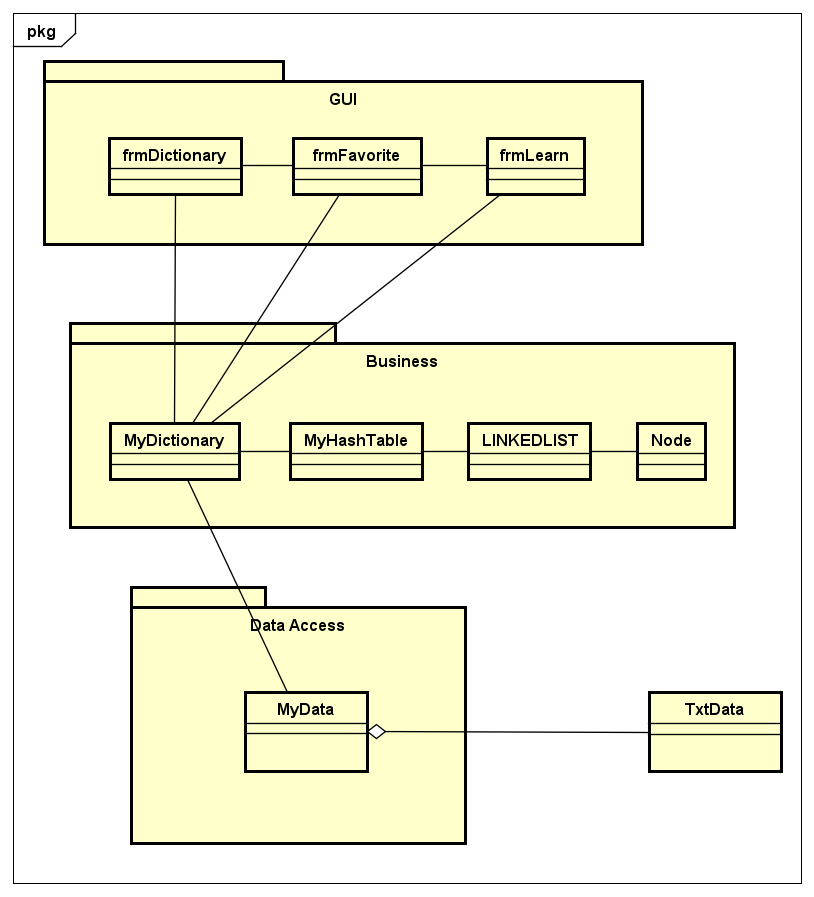 pkg
GUI
frmDictionary
frmFavorite
frmLearn
Business
MyDictionary
MyHashTable
LINKEDLIST
Node
Data Access
MyData
TxtData